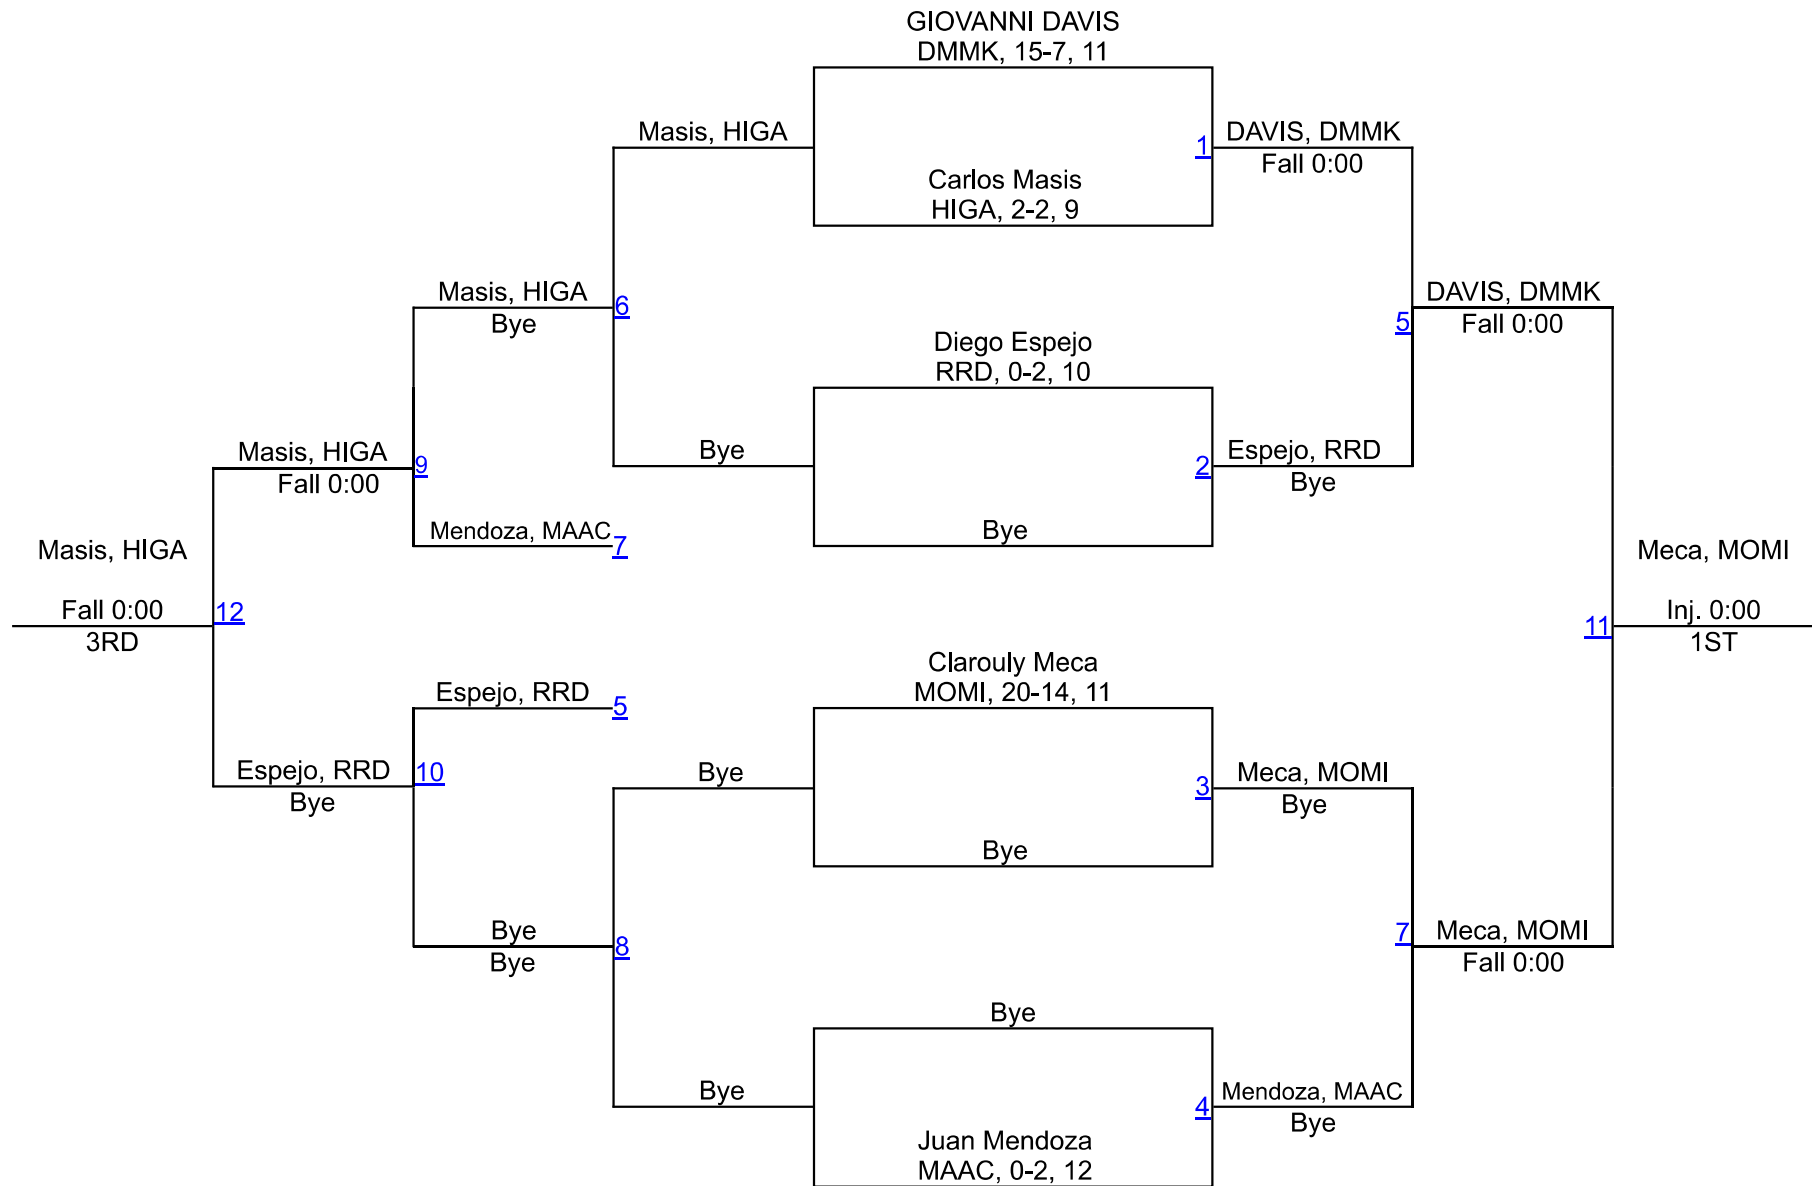 GIOVANNI DAVIS
DMMK, 15-7, 11
Masis, HIGA
1
DAVIS, DMMK
Fall 0:00
Carlos Masis
HIGA, 2-2, 9
Masis, HIGA
Bye
6
DAVIS, DMMK
Fall 0:00
5
Diego Espejo
RRD, 0-2, 10
Masis, HIGA
Fall 0:00
9
Bye
2
Espejo, RRD
Bye
Mendoza, MAAC
7
Bye
Masis, HIGA
Fall 0:00
3RD
12
Meca, MOMI
Inj. 0:00
1ST
11
Clarouly Meca
MOMI, 20-14, 11
Espejo, RRD
5
Espejo, RRD
Bye
10
Bye
3
Meca, MOMI
Bye
Bye
Bye
Bye
8
7
Meca, MOMI
Fall 0:00
Bye
Bye
4
Mendoza, MAAC
Bye
Juan Mendoza
MAAC, 0-2, 12